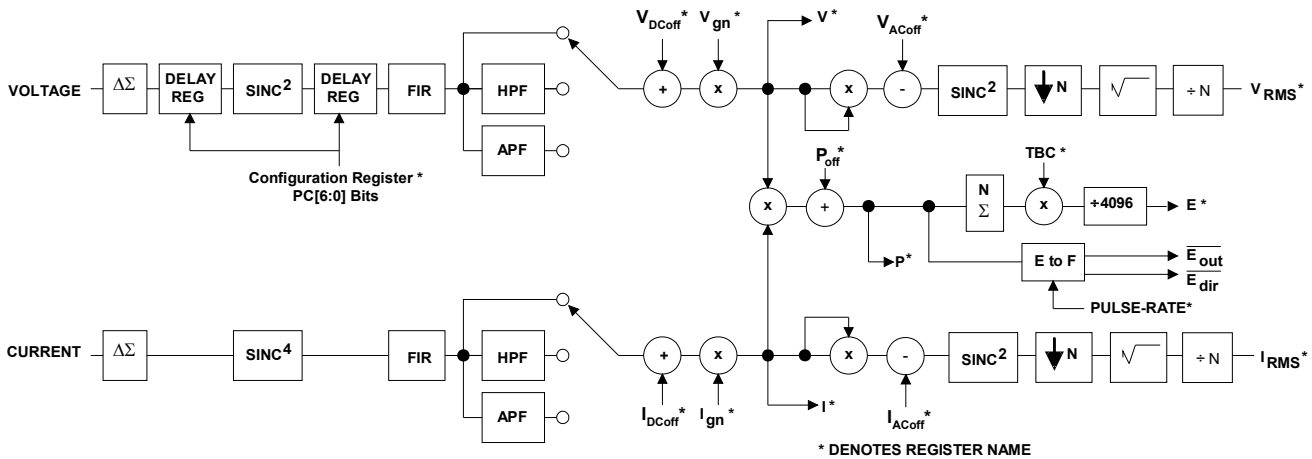 V_DCoff* V_gn* V* V_ACoff*
VOLTAGE ΔΣ DELAY REG SINC² DELAY REG FIR HPF APF + x x - SINC² ↓N √ ÷ N V_RMS*
Configuration Register *
PC[6:0] Bits
P_off* TBC *
x + N Σ x ÷4096 E*
P* E to F E_out
E_dir
PULSE-RATE*
CURRENT ΔΣ SINC⁴ FIR HPF APF + x x - SINC² ↓N √ ÷ N I_RMS*
I_DCoff* I_gn* I* I_ACoff*
* DENOTES REGISTER NAME